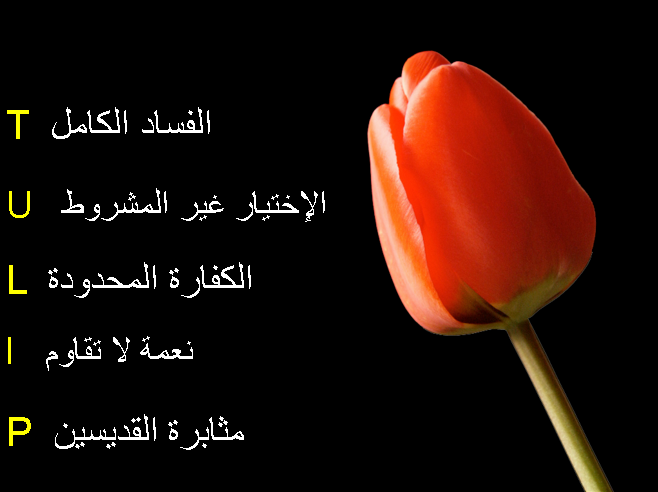 T الفساد الكامل
U الإختيار غير المشروط
L الكفارة المحدودة
I نعمة لا تقاوم
P مثابرة القديسين